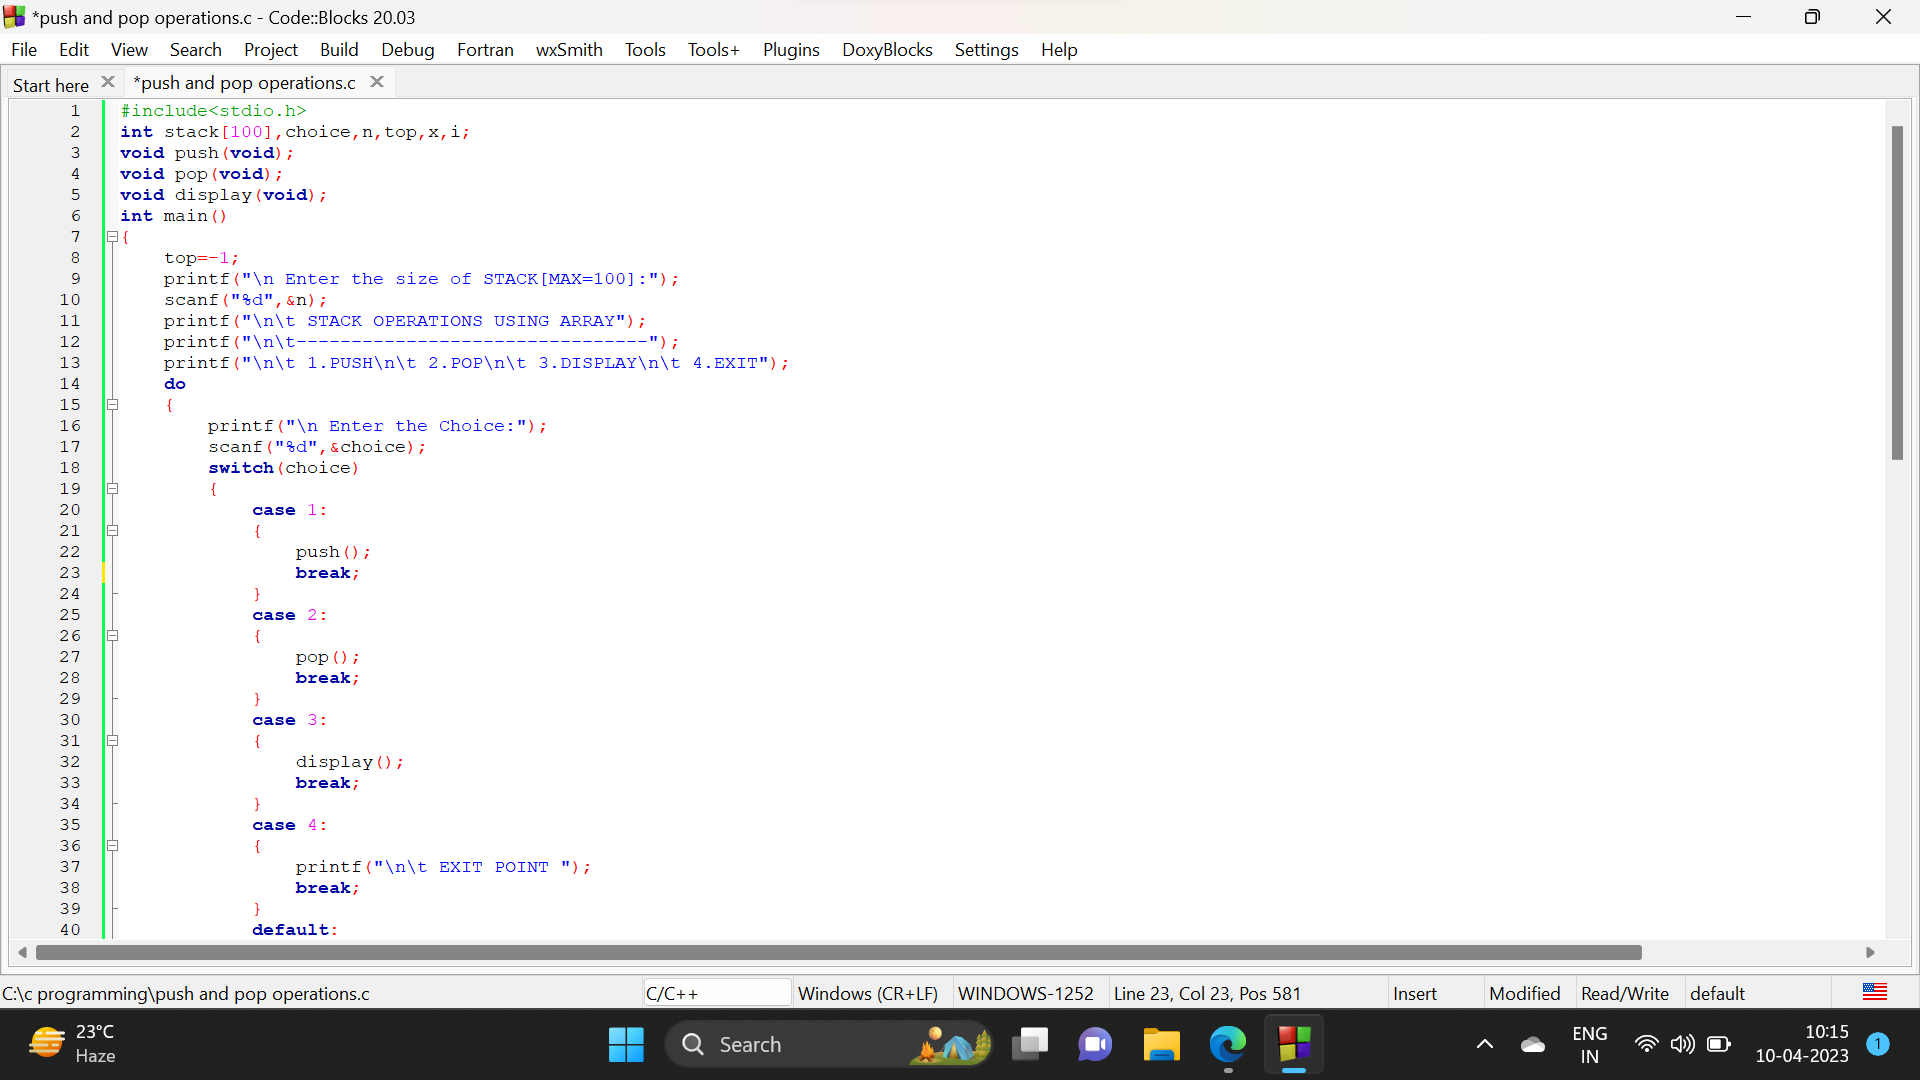 *push and pop operations.c - Code::Blocks 20.03
File Edit View Search Project Build Debug Fortran wxSmith Tools Tools+ Plugins DoxyBlocks Settings Help
Start here *push and pop operations.c
1 #include<stdio.h>
2 int stack[100],choice,n,top,x,i;
3 void push(void);
4 void pop(void);
5 void display(void);
6 int main()
7 {
8 top=-1;
9 printf("\n Enter the size of STACK[MAX=100]:");
10 scanf("%d",&n);
11 printf("\n\t STACK OPERATIONS USING ARRAY");
12 printf("\n\t--------------------------------");
13 printf("\n\t 1.PUSH\n\t 2.POP\n\t 3.DISPLAY\n\t 4.EXIT");
14 do
15 {
16 printf("\n Enter the Choice:");
17 scanf("%d",&choice);
18 switch(choice)
19 {
20 case 1:
21 {
22 push();
23 break;
24 }
25 case 2:
26 {
27 pop();
28 break;
29 }
30 case 3:
31 {
32 display();
33 break;
34 }
35 case 4:
36 {
37 printf("\n\t EXIT POINT ");
38 break;
39 }
40 default:
C:\c programming\push and pop operations.c C/C++ Windows (CR+LF) WINDOWS-1252 Line 23, Col 23, Pos 581 Insert Modified Read/Write default
23°C
Haze
Search
ENG
IN
10:15
10-04-2023
1